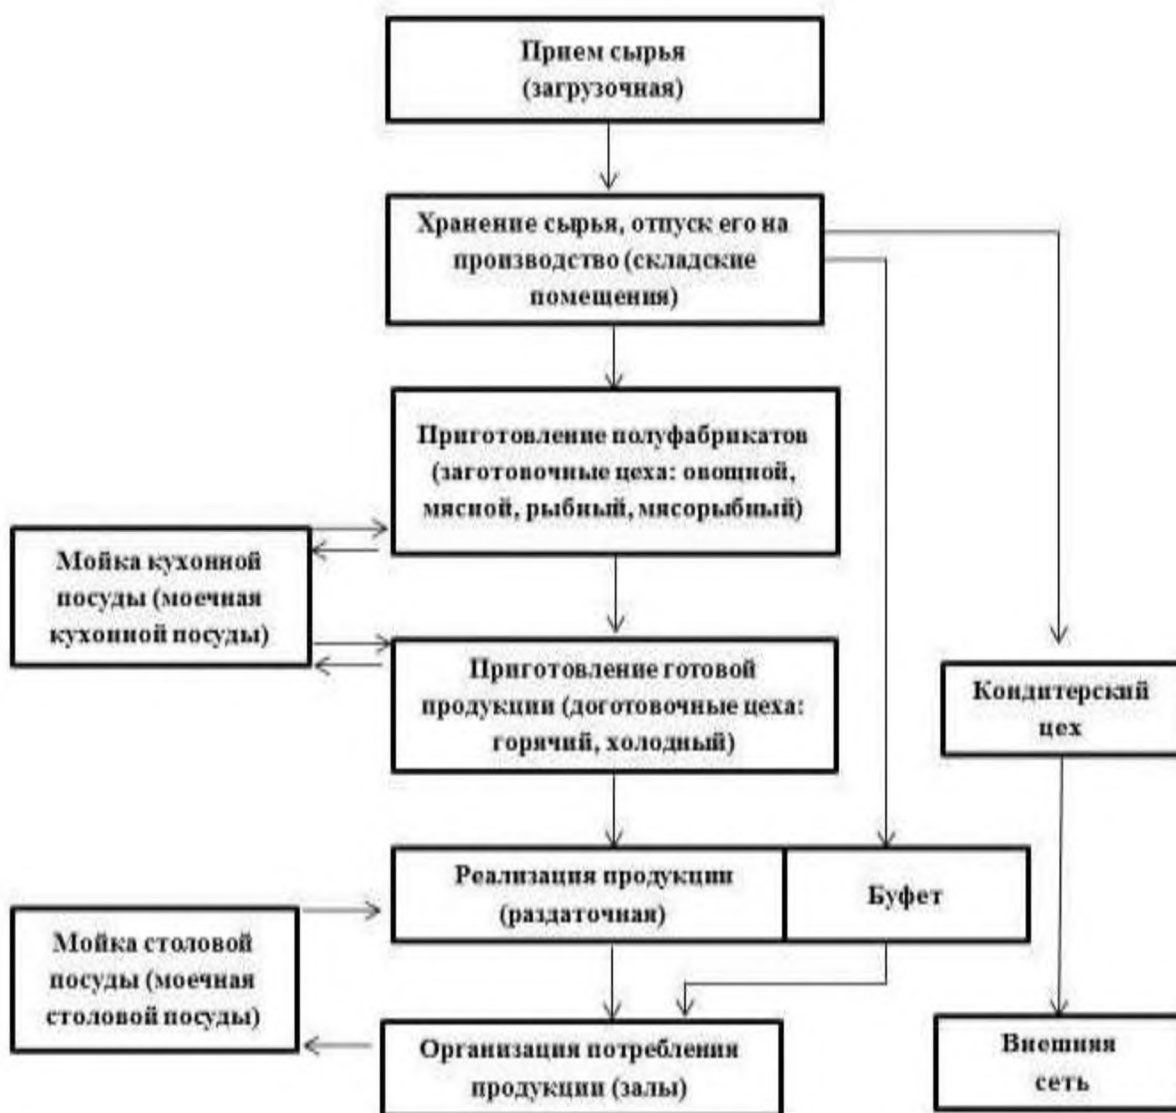 Прием сырья
(загрузочная)
Хранение сырья, отпуск его на
производство (складские
помещения)
Приготовление полуфабрикатов
(заготовочные цеха: овощной,
мясной, рыбный, мясорыбный)
Мойка кухонной
посуды (моечная
кухонной посуды)
Приготовление готовой
продукции (доготовочные цеха:
горячий, холодный)
Кондитерский
цех
Реализация продукции
(раздаточная)
Буфет
Мойка столовой
посуды (моечная
столовой посуды)
Организация потребления
продукции (залы)
Внешняя
сеть